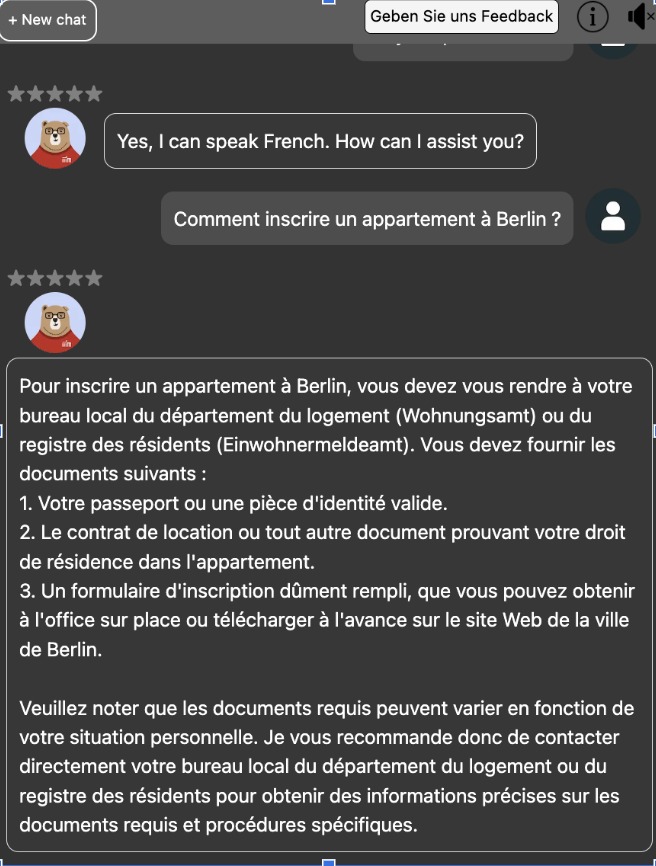 + New chat
Geben Sie uns Feedback
i
Yes, I can speak French. How can I assist you?
Comment inscrire un appartement à Berlin ?
Pour inscrire un appartement à Berlin, vous devez vous rendre à votre
bureau local du département du logement (Wohnungsamt) ou du
registre des résidents (Einwohnermeldeamt). Vous devez fournir les
documents suivants :
1. Votre passeport ou une pièce d'identité valide.
2. Le contrat de location ou tout autre document prouvant votre droit
de résidence dans l'appartement.
3. Un formulaire d'inscription dûment rempli, que vous pouvez obtenir
à l'office sur place ou télécharger à l'avance sur le site Web de la ville
de Berlin.
Veuillez noter que les documents requis peuvent varier en fonction de
votre situation personnelle. Je vous recommande donc de contacter
directement votre bureau local du département du logement ou du
registre des résidents pour obtenir des informations précises sur les
documents requis et procédures spécifiques.